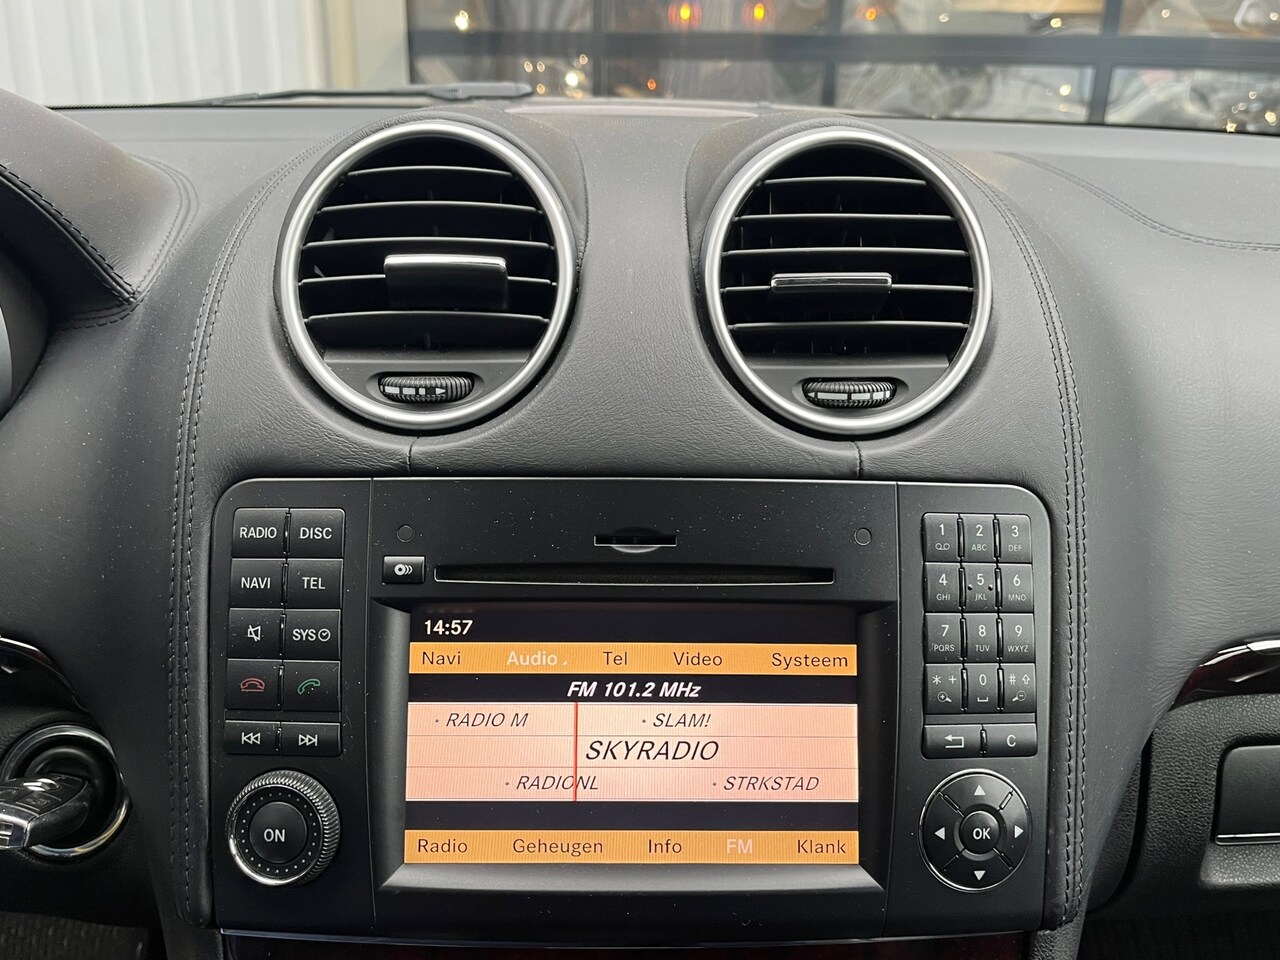 RADIO DISC
NAVI TEL
SYS
14:57
Navi Audio Tel Video Systeem
FM 101.2 MHz
RADIO M SLAM!
SKYRADIO
RADIONL STRKSTAD
Radio Geheugen Info FM Klank
ON
1 2 ABC 3 DEF
4 GHI 5 JKL 6 MNO
7 PQRS 8 TUV 9 WXYZ
* + 0 #
C
OK